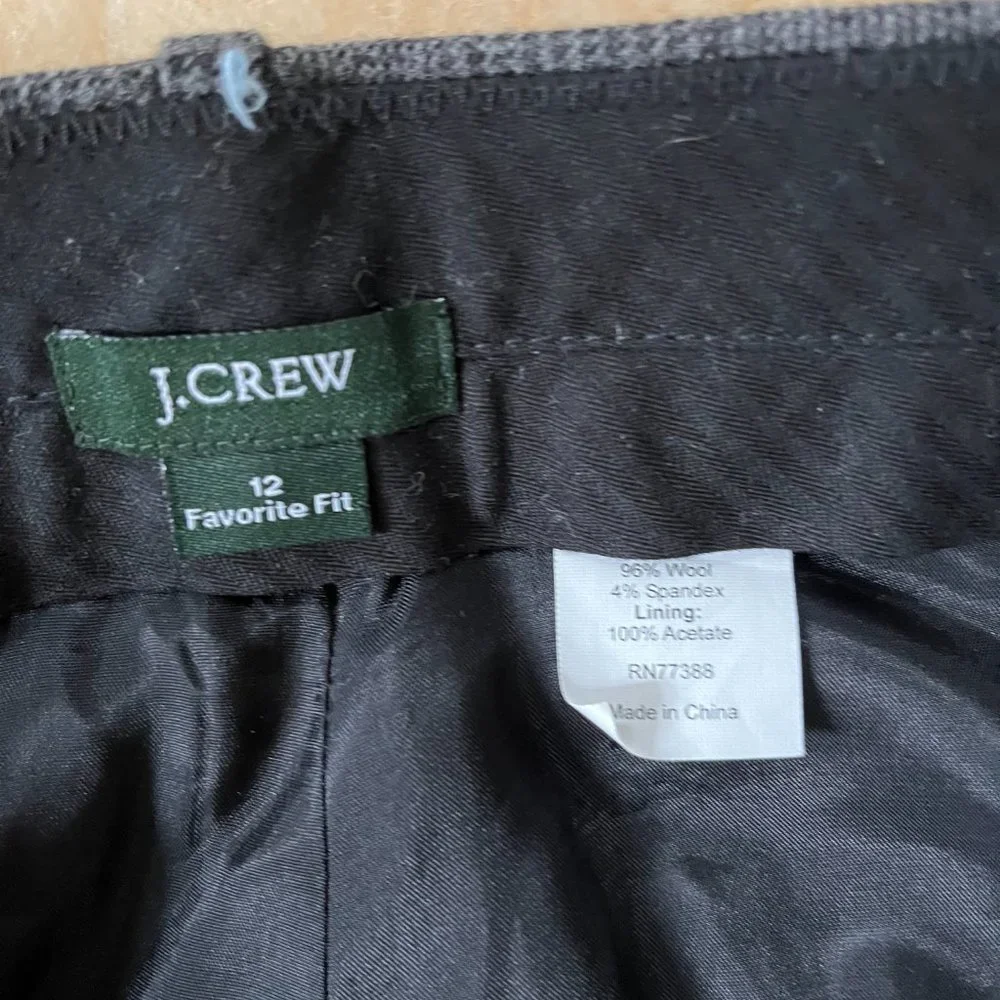 J.CREW
12
Favorite Fit
96% Wool
4% Spandex
Lining:
100% Acetate
RN77388
Made in China